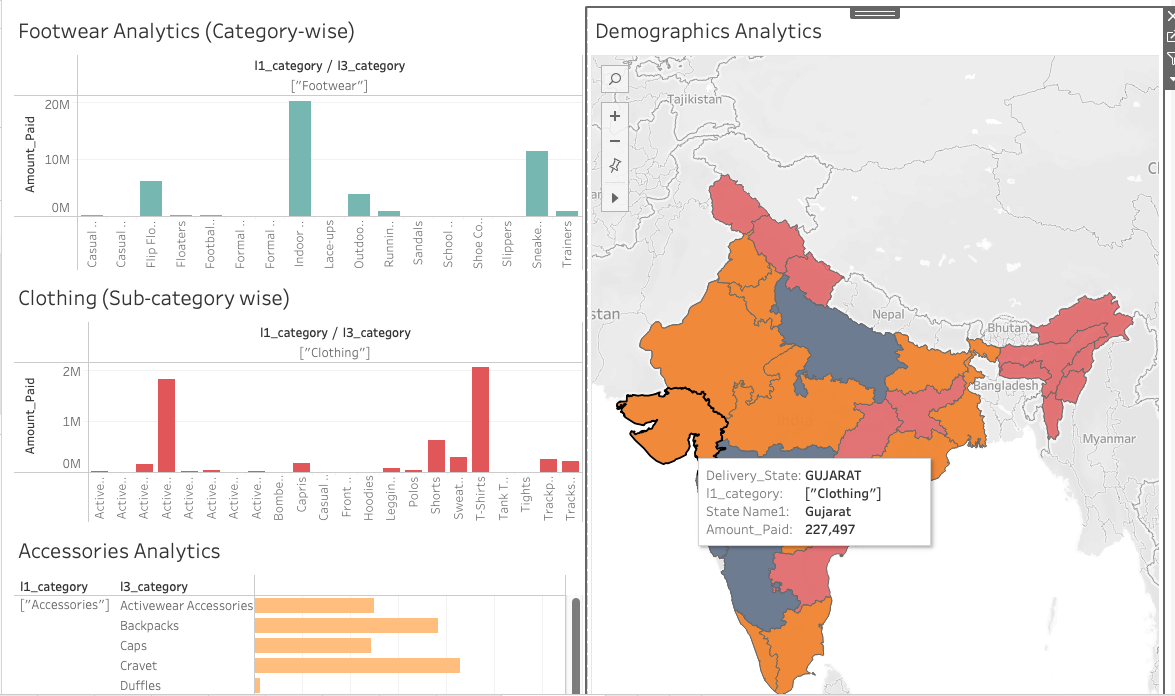 Footwear Analytics (Category-wise)
l1_category / l3_category
["Footwear"]
Amount_Paid
20M
10M
0M
Casual ..
Casual ..
Flip Flo..
Floaters
Footbal..
Formal ..
Formal ..
Indoor ..
Lace-ups
Outdoo..
Runnin..
Sandals
School ..
Shoe Co..
Slippers
Sneake..
Trainers
Clothing (Sub-category wise)
l1_category / l3_category
["Clothing"]
Amount_Paid
2M
1M
0M
Active..
Active..
Active..
Active..
Active..
Active..
Active..
Active..
Bombe..
Capris
Casual ..
Front ..
Hoodies
Leggin..
Polos
Shorts
Sweat..
T-Shirts
Tank T..
Tights
Trackp..
Tracks..
Accessories Analytics
l1_category l3_category
["Accessories"] Activewear Accessories
Backpacks
Caps
Cravet
Duffles
Demographics Analytics
Tajikistan
stan
Nepal
Bhutan
Bangladesh
Myanmar
Delivery_State: GUJARAT
l1_category: ["Clothing"]
State Name1: Gujarat
Amount_Paid: 227,497